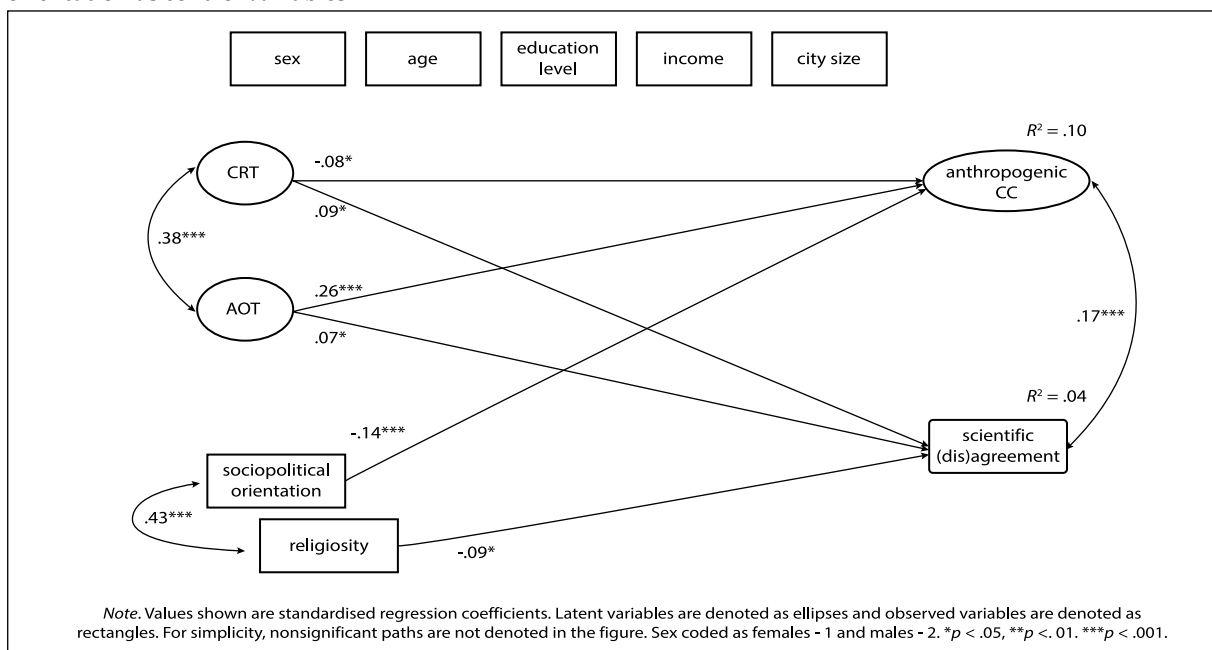 sex
age
education
level
income
city size
R² = .10
CRT
-.08*
anthropogenic
CC
.09*
.38***
AOT
.26***
.07*
.17***
R² = .04
-.14***
scientific
(dis)agreement
sociopolitical
orientation
.43***
religiosity
-.09*
Note. Values shown are standardised regression coefficients. Latent variables are denoted as ellipses and observed variables are denoted as
rectangles. For simplicity, nonsignificant paths are not denoted in the figure. Sex coded as females - 1 and males - 2. *p < .05, **p <. 01. ***p < .001.